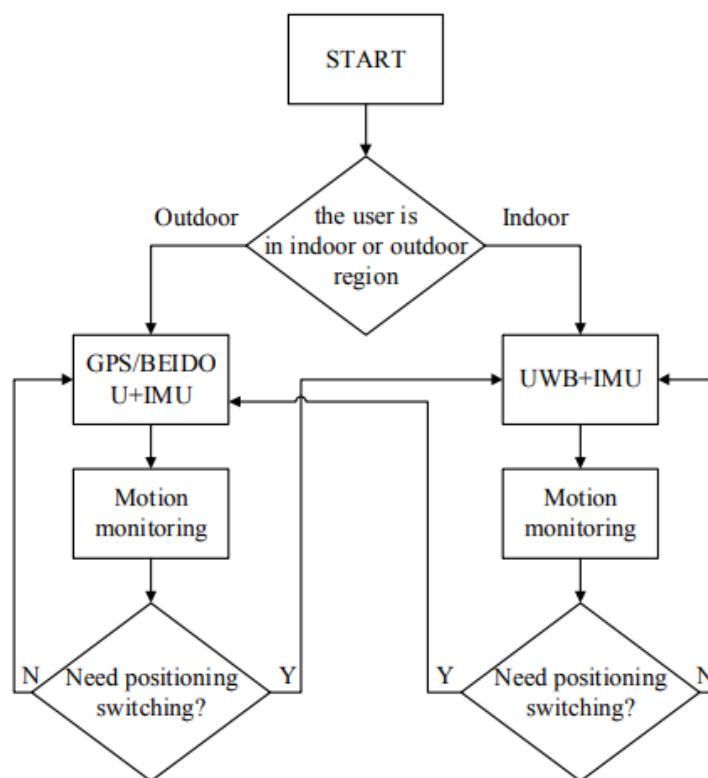 START
Outdoor
the user is
in indoor or outdoor
region
Indoor
GPS/BEIDO
U+IMU
UWB+IMU
Motion
monitoring
Motion
monitoring
N
Need positioning
switching?
Y
Y
Need positioning
switching?
N